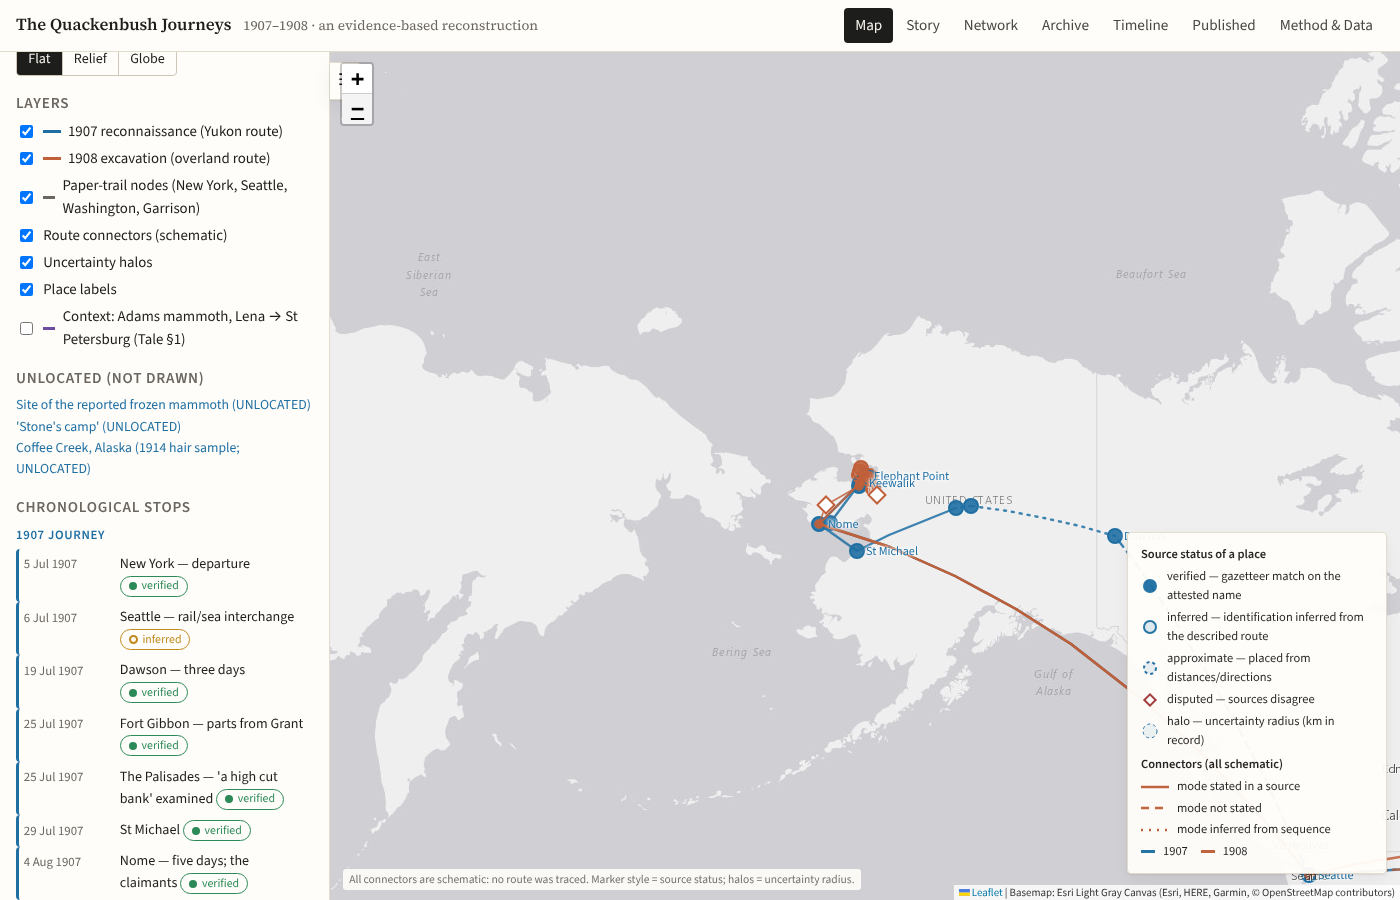 The Quackenbush Journeys 1907–1908 · an evidence-based reconstruction
Map Story Network Archive Timeline Published Method & Data
Flat Relief Globe
LAYERS
1907 reconnaissance (Yukon route)
1908 excavation (overland route)
Paper-trail nodes (New York, Seattle,
Washington, Garrison)
Route connectors (schematic)
Uncertainty halos
Place labels
Context: Adams mammoth, Lena → St
Petersburg (Tale §1)
UNLOCATED (NOT DRAWN)
Site of the reported frozen mammoth (UNLOCATED)
'Stone's camp' (UNLOCATED)
Coffee Creek, Alaska (1914 hair sample;
UNLOCATED)
CHRONOLOGICAL STOPS
1907 JOURNEY
5 Jul 1907 New York — departure
verified
6 Jul 1907 Seattle — rail/sea interchange
inferred
19 Jul 1907 Dawson — three days
verified
25 Jul 1907 Fort Gibbon — parts from Grant
verified
25 Jul 1907 The Palisades — 'a high cut
bank' examined verified
29 Jul 1907 St Michael verified
4 Aug 1907 Nome — five days; the
claimants verified
+
−
East
Siberian
Sea
Beaufort Sea
Elephant Point
Keewalik
UNITED STATES
Nome
St Michael
Bering Sea
Gulf of
Alaska
Source status of a place
verified — gazetteer match on the
attested name
inferred — identification inferred from
the described route
approximate — placed from
distances/directions
disputed — sources disagree
halo — uncertainty radius (km in
record)
Connectors (all schematic)
mode stated in a source
mode not stated
mode inferred from sequence
1907 1908
Seattle
All connectors are schematic: no route was traced. Marker style = source status; halos = uncertainty radius.
Leaflet | Basemap: Esri Light Gray Canvas (Esri, HERE, Garmin, © OpenStreetMap contributors)